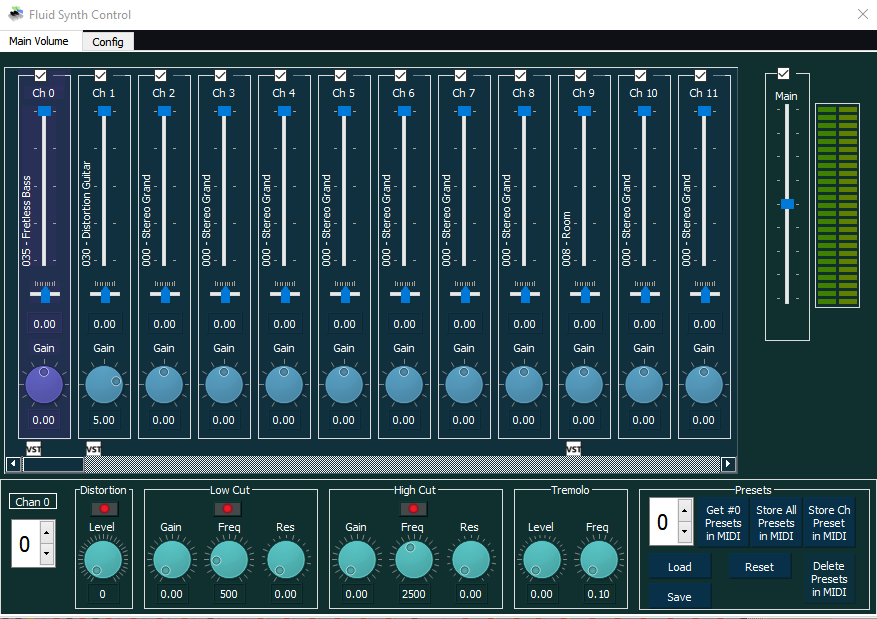 Fluid Synth Control
Main Volume Config
Ch 0 Ch 1 Ch 2 Ch 3 Ch 4 Ch 5 Ch 6 Ch 7 Ch 8 Ch 9 Ch 10 Ch 11
Main
035 - Fretless Bass
030 - Distortion Guitar
000 - Stereo Grand
000 - Stereo Grand
000 - Stereo Grand
000 - Stereo Grand
000 - Stereo Grand
000 - Stereo Grand
000 - Stereo Grand
008 - Room
000 - Stereo Grand
000 - Stereo Grand
0.00 0.00 0.00 0.00 0.00 0.00 0.00 0.00 0.00 0.00 0.00 0.00
Gain Gain Gain Gain Gain Gain Gain Gain Gain Gain Gain Gain
0.00 5.00 0.00 0.00 0.00 0.00 0.00 0.00 0.00 0.00 0.00 0.00
VST VST VST
Chan 0
0
Distortion
Level
0
Low Cut
Gain Freq Res
0.00 500 0.00
High Cut
Gain Freq Res
0.00 2500 0.00
Tremolo
Level Freq
0.00 0.10
Presets
0
Get #0
Presets
in MIDI
Store All
Presets
in MIDI
Store Ch
Preset
in MIDI
Load
Reset
Delete
Presets
in MIDI
Save